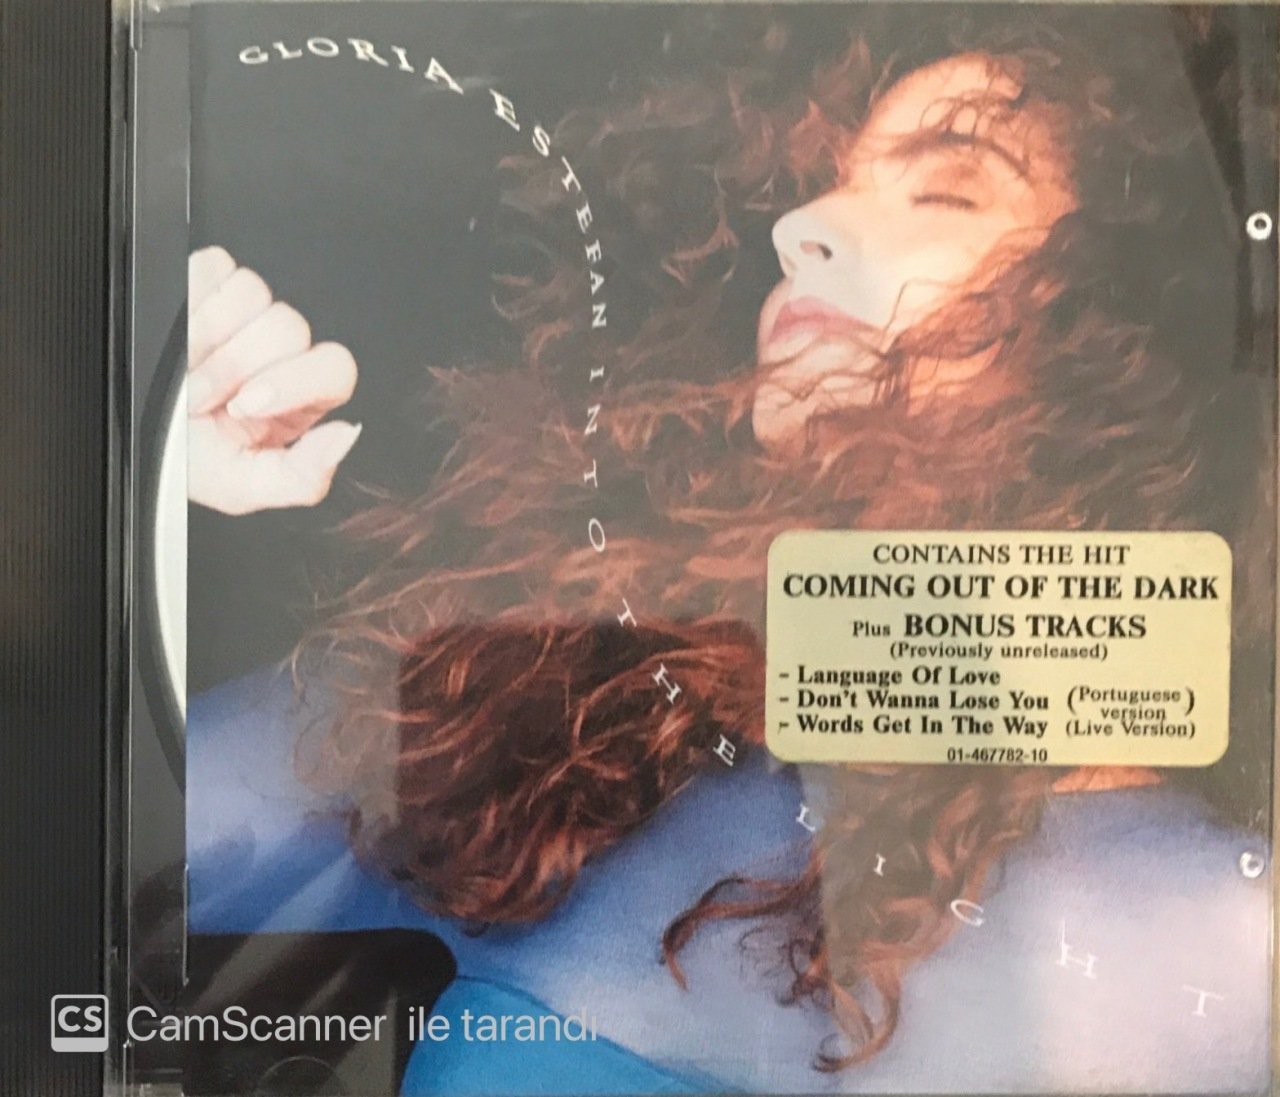 GLORIA ESTEFAN INTO THE LIGHT
CONTAINS THE HIT
COMING OUT OF THE DARK
Plus BONUS TRACKS
(Previously unreleased)
- Language Of Love
- Don't Wanna Lose You (Portuguese version)
- Words Get In The Way (Live Version)
01-467782-10
CS CamScanner ile tarandı